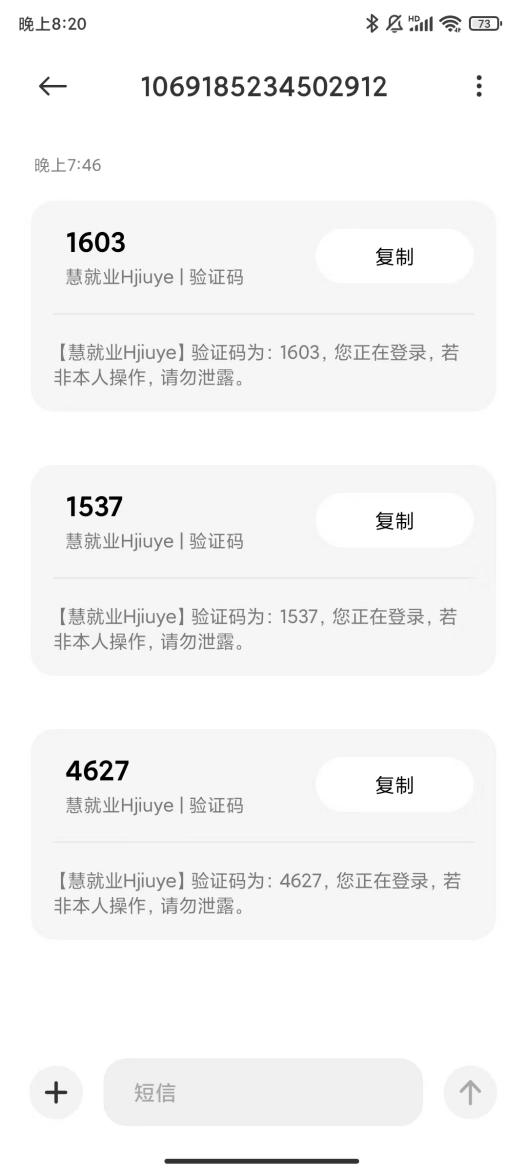 晚上8:20
HD
73
1069185234502912
晚上7:46
1603
复制
慧就业Hjiuye | 验证码
【慧就业Hjiuye】验证码为：1603，您正在登录，若
非本人操作，请勿泄露。
1537
复制
慧就业Hjiuye | 验证码
【慧就业Hjiuye】验证码为：1537，您正在登录，若
非本人操作，请勿泄露。
4627
复制
慧就业Hjiuye | 验证码
【慧就业Hjiuye】验证码为：4627，您正在登录，若
非本人操作，请勿泄露。
短信